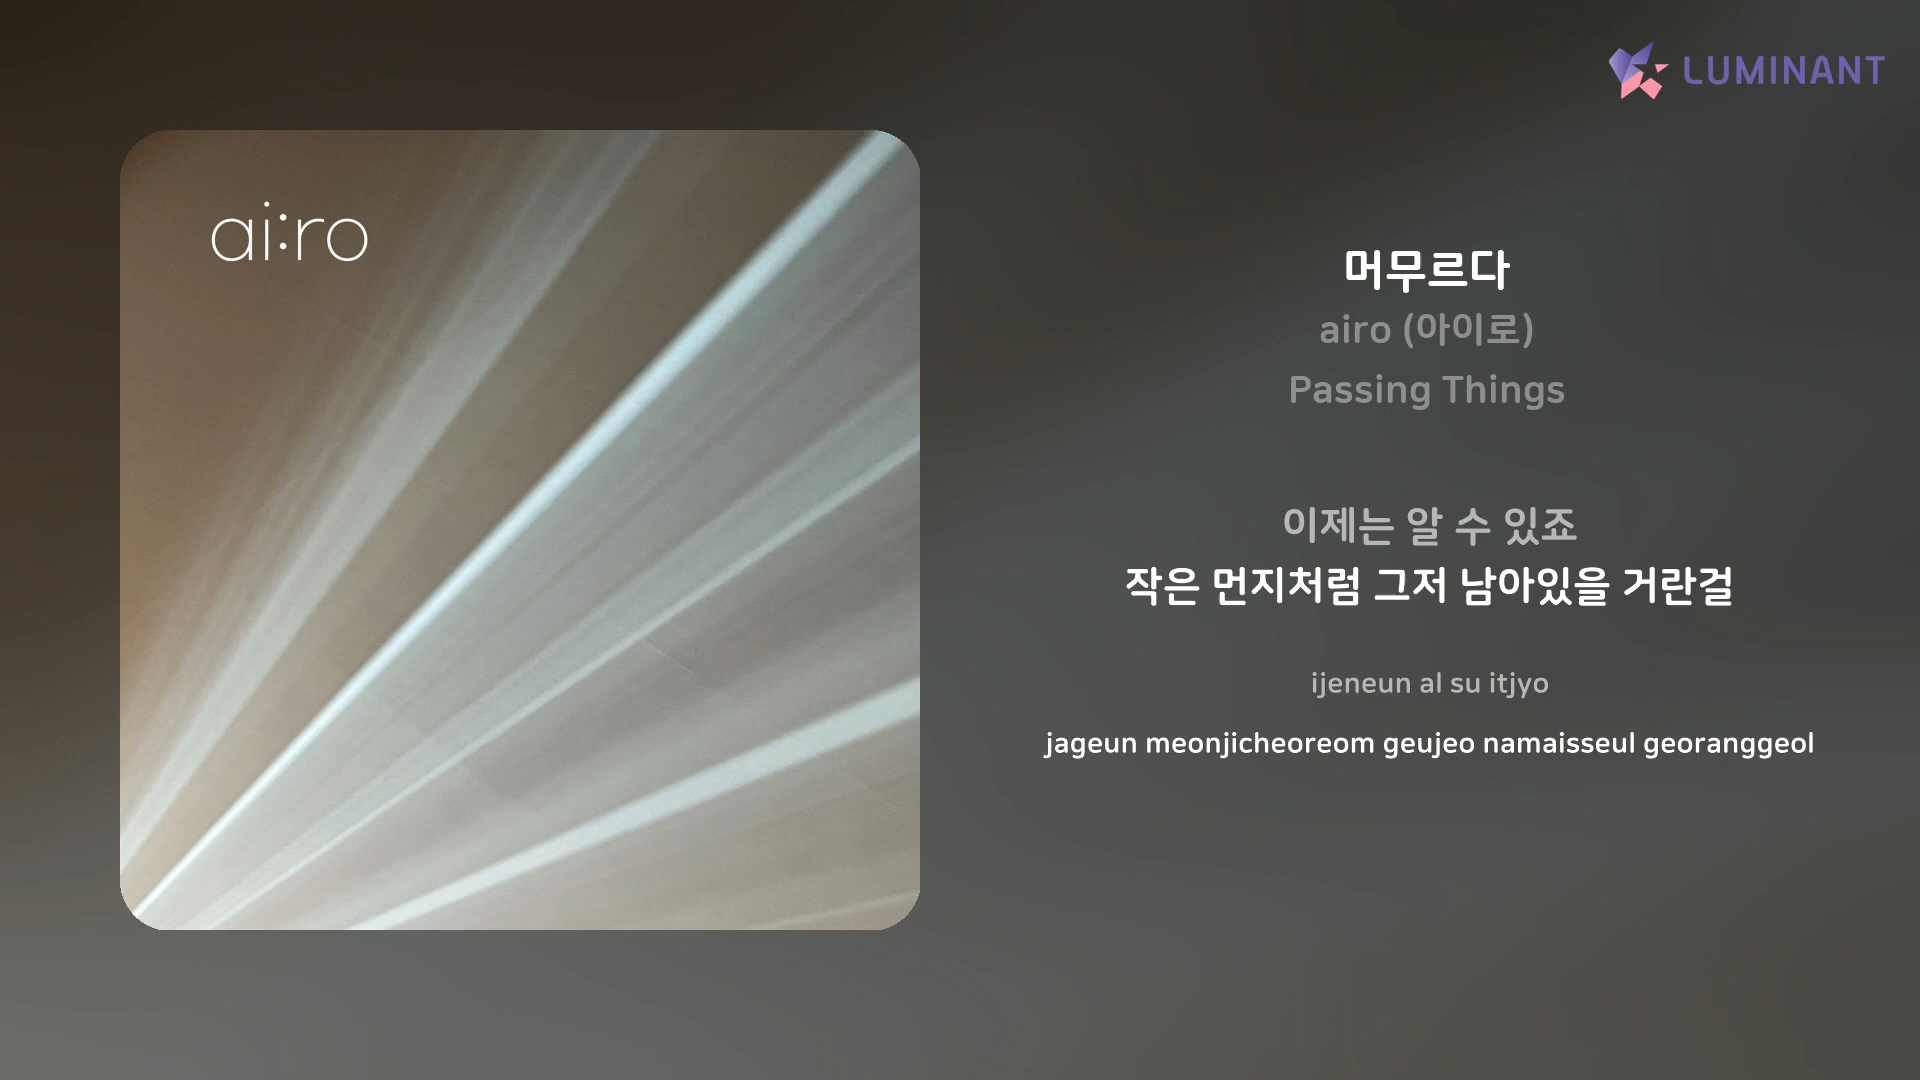 LUMINANT
ai:ro
머무르다
airo (아이로)
Passing Things
이제는 알 수 있죠
작은 먼지처럼 그저 남아있을 거란걸
ijeneun al su itjyo
jageun meonjicheoreom geujeo namaisseul georanggeol